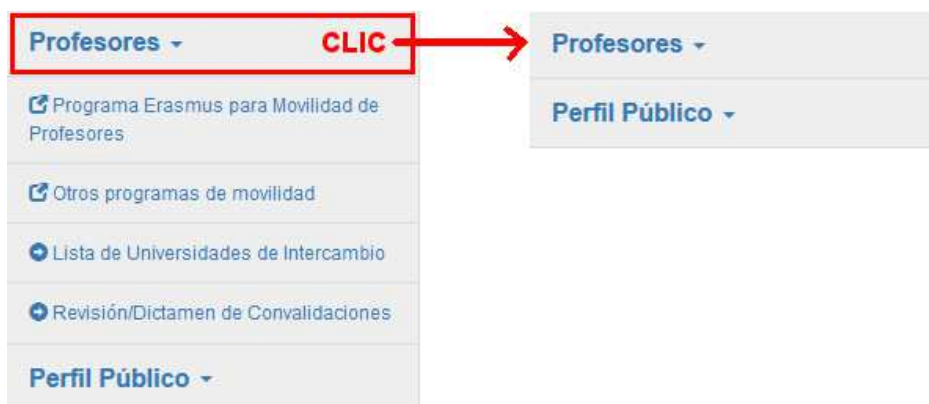 Profesores
CLIC
Programa Erasmus para Movilidad de
Profesores
Otros programas de movilidad
Lista de Universidades de Intercambio
Revisión/Dictamen de Convalidaciones
Perfil Público
Profesores
Perfil Público